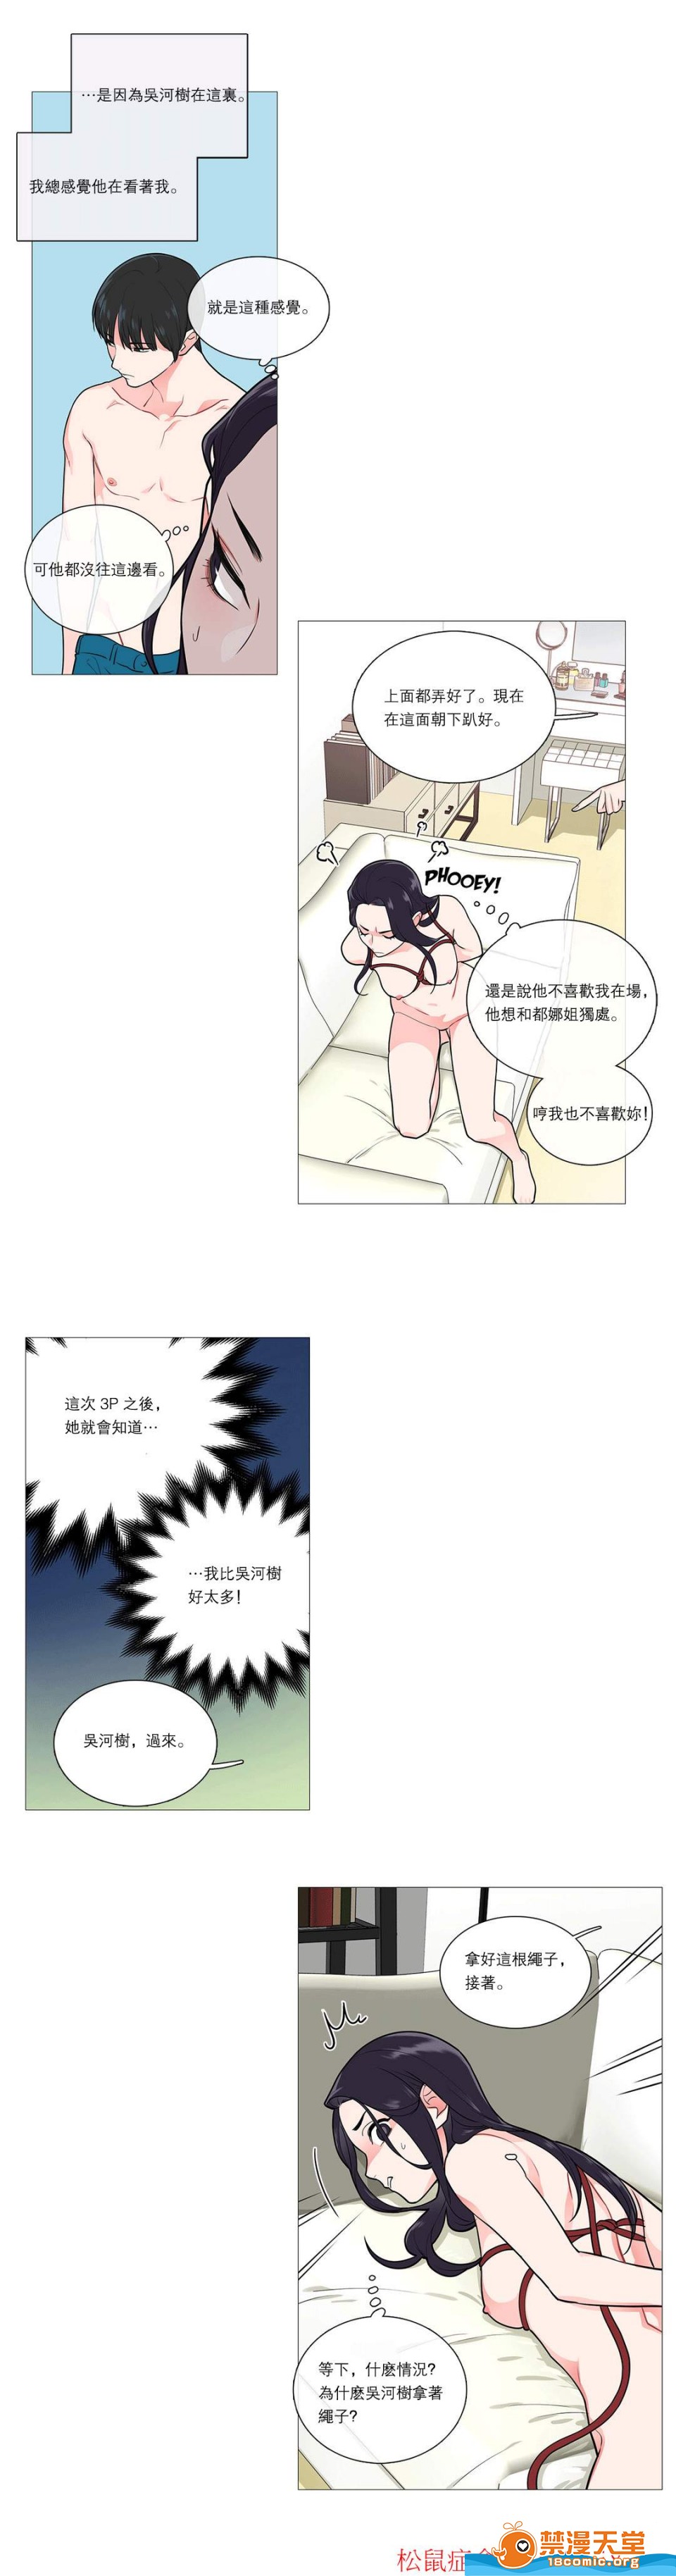 …是因為吳河樹在這裏。
我總感覺他在看著我。
就是這種感覺。
可他都沒往這邊看。
上面都弄好了。現在
在這面朝下趴好。
PHOOEY!
還是說他不喜歡我在場，
他想和都娜姐獨處。
哼我也不喜歡妳！
這次 3P 之後，
她就會知道…
…我比吳河樹
好太多！
吳河樹，過來。
拿好這根繩子，
接著。
等下，什麽情況？
為什麽吳河樹拿著
繩子？
松鼠症
禁漫天堂
18comic.org